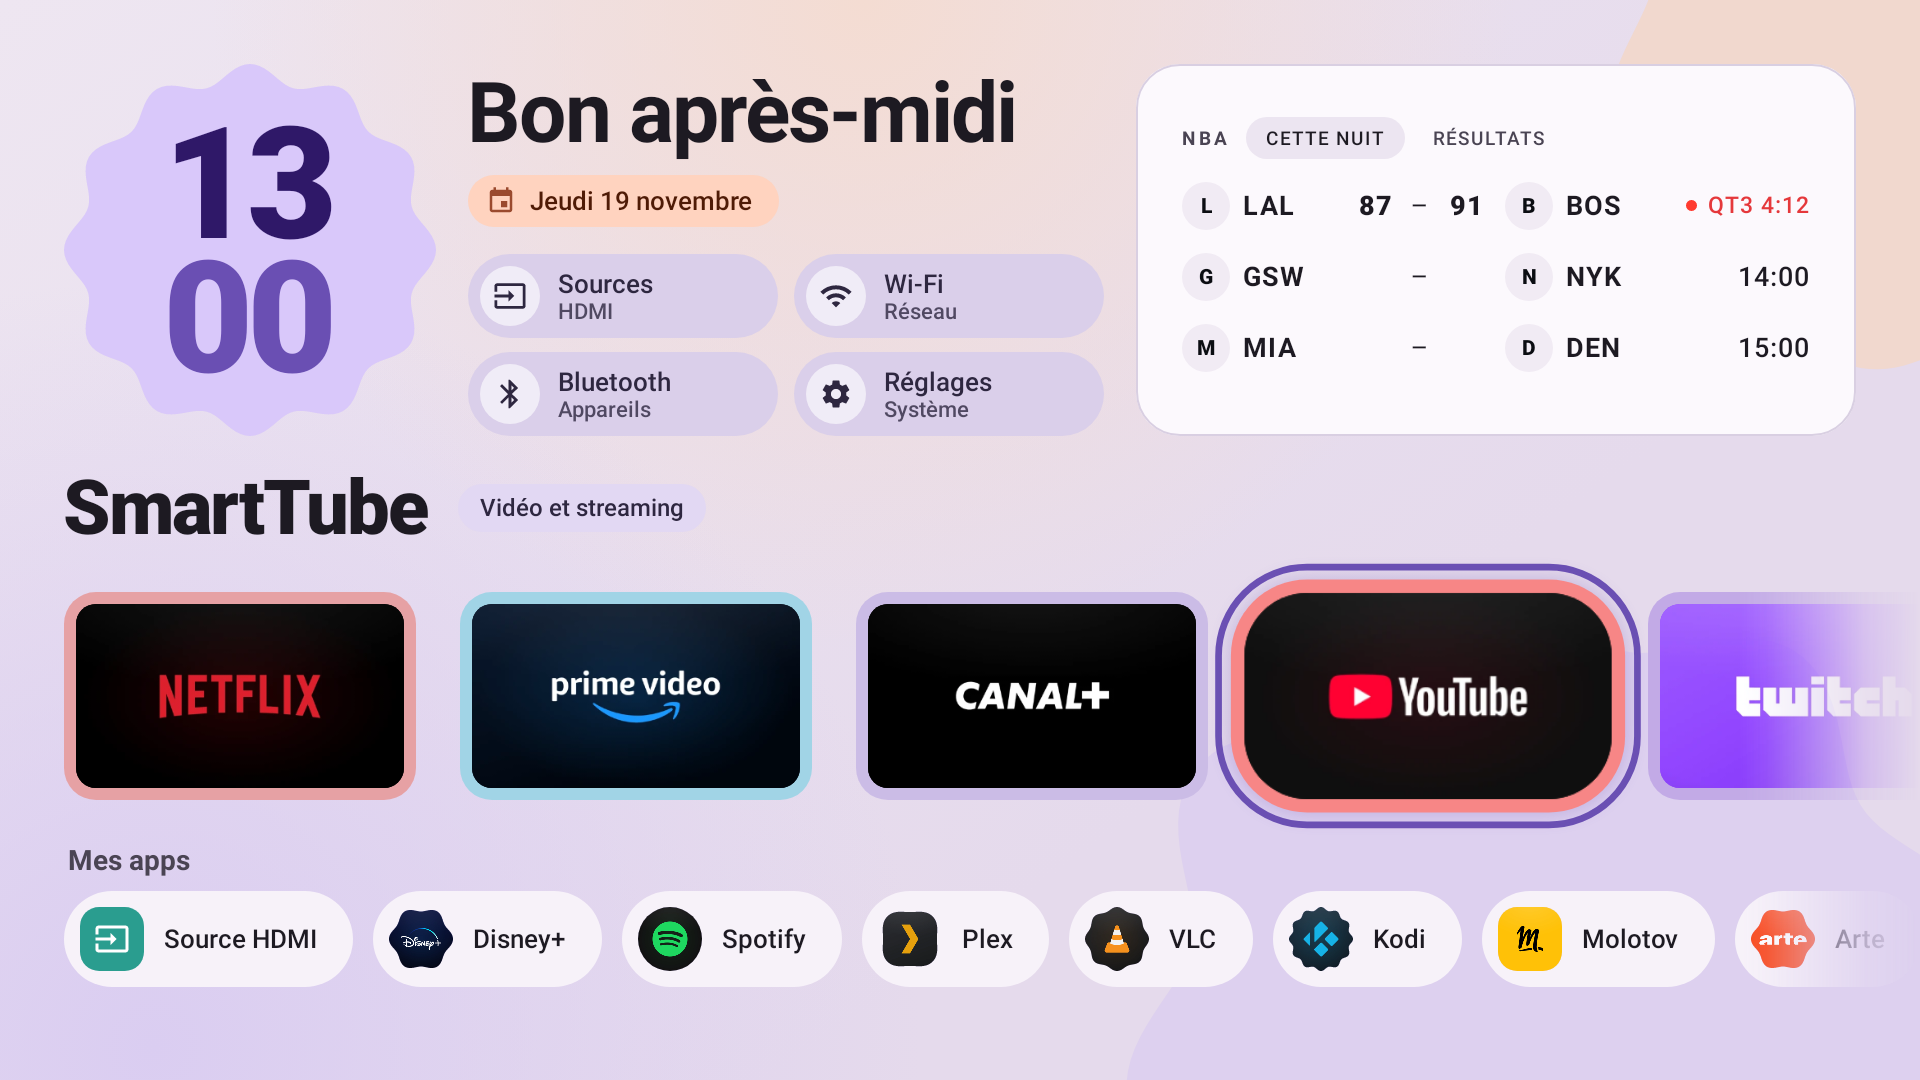 13
00
Bon après-midi
Jeudi 19 novembre
Sources
HDMI
Wi-Fi
Réseau
Bluetooth
Appareils
Réglages
Système
NBA CETTE NUIT RÉSULTATS
L LAL 87 – 91 B BOS QT3 4:12
G GSW – N NYK 14:00
M MIA – D DEN 15:00
SmartTube Vidéo et streaming
NETFLIX
prime video
CANAL+
YouTube
twitch
Mes apps
Source HDMI
Disney+ Disney+
Spotify
Plex
VLC
Kodi
M Molotov
arte Arte